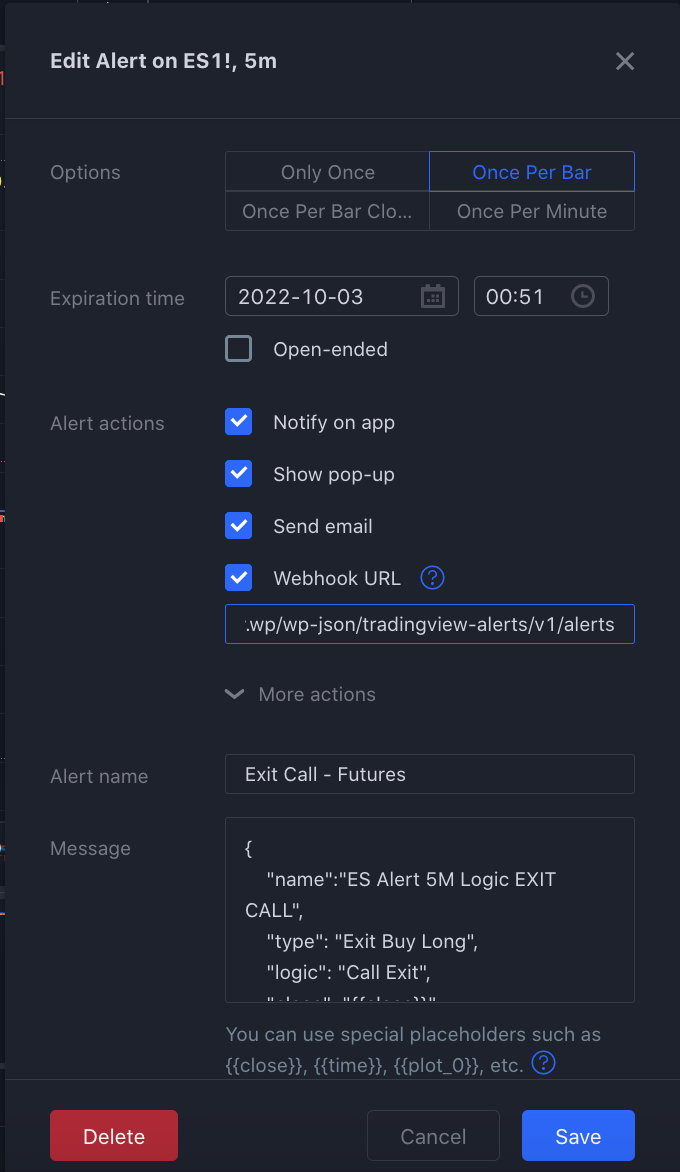 Edit Alert on ES1!, 5m
Options
Only Once
Once Per Bar
Once Per Bar Clo...
Once Per Minute
Expiration time
2022-10-03
00:51
Open-ended
Alert actions
Notify on app
Show pop-up
Send email
Webhook URL ?
.wp/wp-json/tradingview-alerts/v1/alerts
More actions
Alert name
Exit Call - Futures
Message
{
"name":"ES Alert 5M Logic EXIT
CALL",
"type": "Exit Buy Long",
"logic": "Call Exit",
You can use special placeholders such as
{{close}}, {{time}}, {{plot_0}}, etc. ?
Delete
Cancel
Save